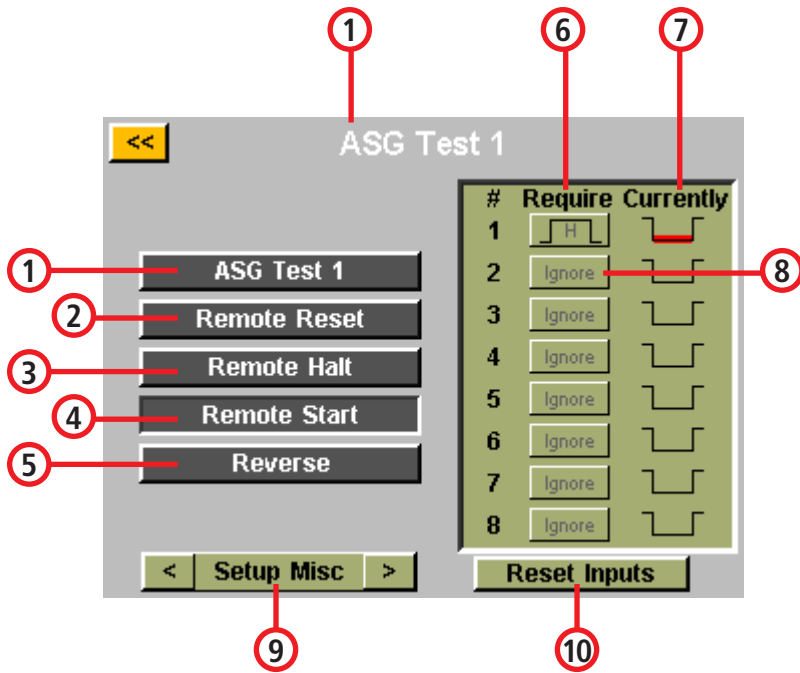 1 6 7
<< ASG Test 1
# Require Currently
1 H
1 ASG Test 1 2 Ignore 8
2 Remote Reset 3 Ignore
3 Remote Halt 4 Ignore
4 Remote Start 5 Ignore
6 Ignore
5 Reverse 7 Ignore
8 Ignore
< Setup Misc > Reset Inputs
9 10